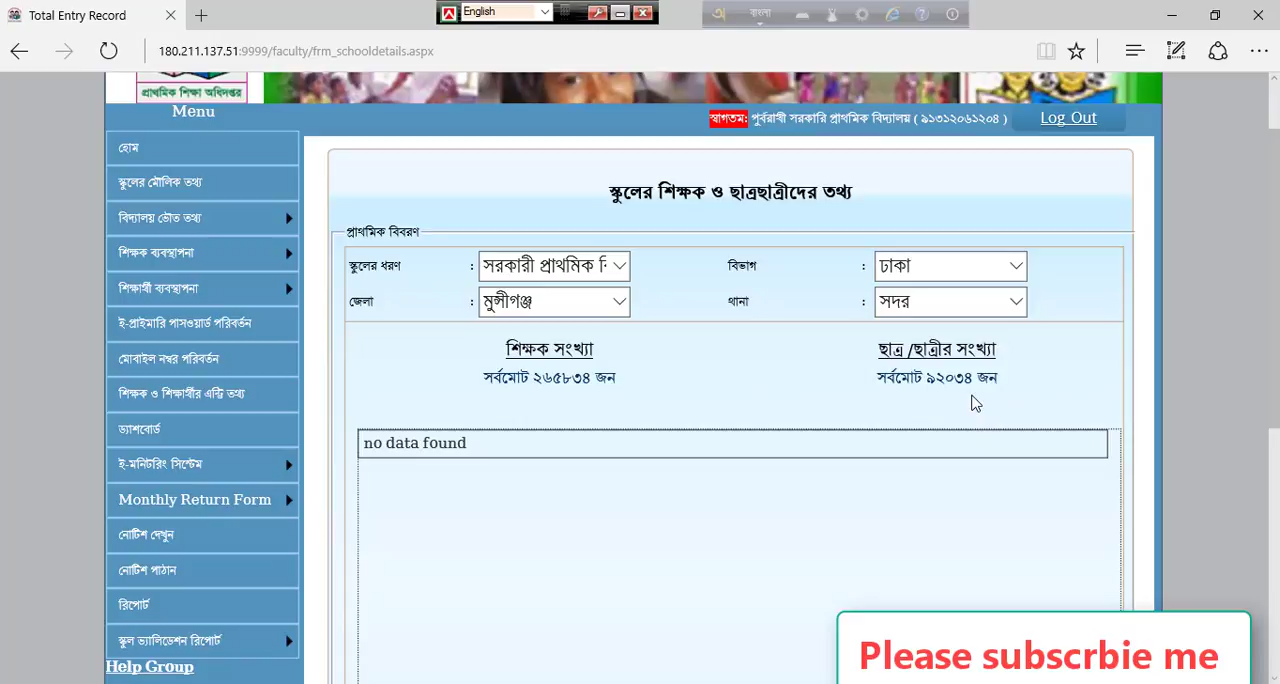 Total Entry Record
English
বাংলা
180.211.137.51:9999/faculty/frm_schooldetails.aspx
প্রাথমিক শিক্ষা অধিদপ্তর
Menu
স্বাগতম: পুর্বরাখী সরকারি প্রাথমিক বিদ্যালয় ( ৯১৩১২০৬১২০৪ )
Log Out
হোম
স্কুলের মৌলিক তথ্য
বিদ্যালয় ভৌত তথ্য
শিক্ষক ব্যবস্থাপনা
শিক্ষার্থী ব্যবস্থাপনা
ই-প্রাইমারি পাসওয়ার্ড পরিবর্তন
মোবাইল নম্বর পরিবর্তন
শিক্ষক ও শিক্ষার্থীর এন্ট্রি তথ্য
ড্যাশবোর্ড
ই-মনিটরিং সিস্টেম
Monthly Return Form
নোটিশ দেখুন
নোটিশ পাঠান
রিপোর্ট
স্কুল ভ্যালিডেশন রিপোর্ট
Help Group
স্কুলের শিক্ষক ও ছাত্রছাত্রীদের তথ্য
প্রাথমিক বিবরণ
স্কুলের ধরণ : সরকারী প্রাথমিক বি
বিভাগ : ঢাকা
জেলা : মুন্সীগঞ্জ
থানা : সদর
শিক্ষক সংখ্যা
সর্বমোট ২৬৫৮৩৪ জন
ছাত্র /ছাত্রীর সংখ্যা
সর্বমোট ৯২০৩৪ জন
no data found
Please subscrbie me